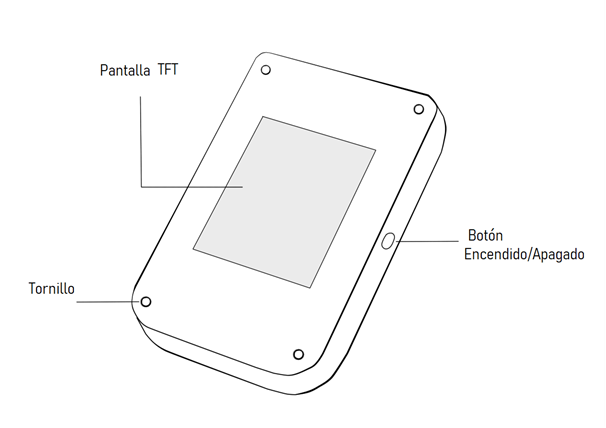 Pantalla TFT
Botón
Encendido/Apagado
Tornillo